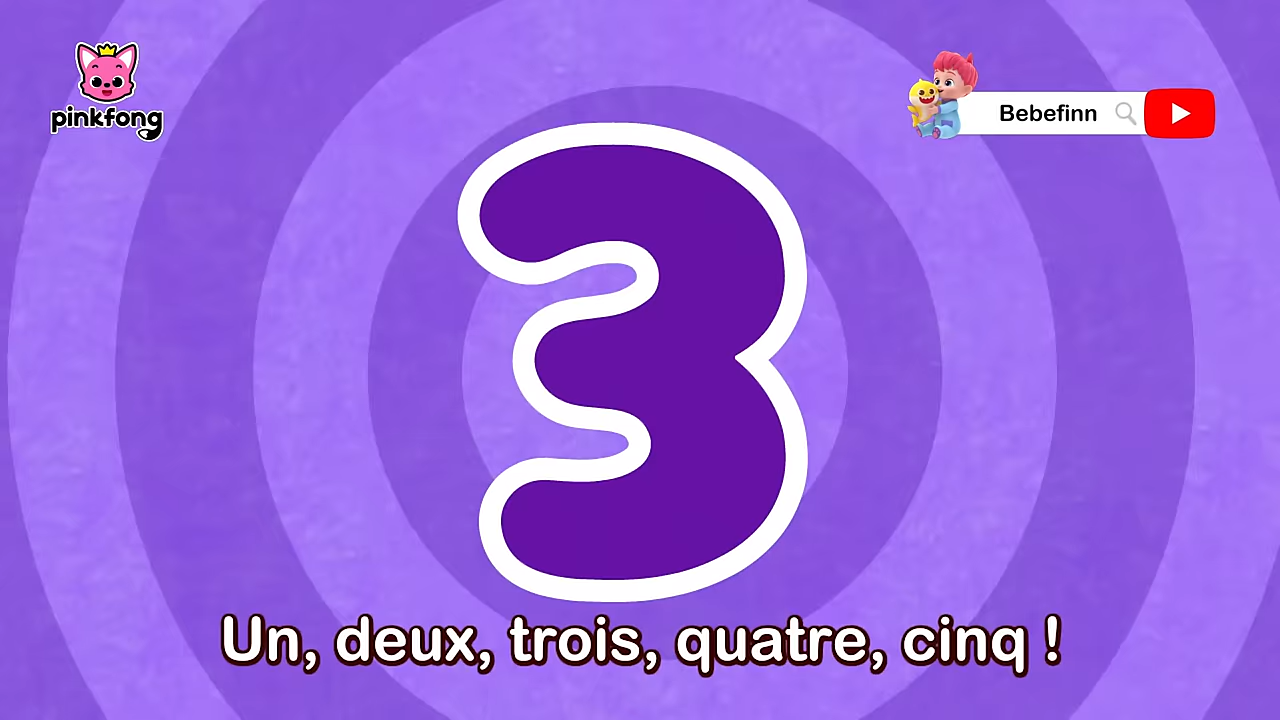 pinkfong
Bebefinn
3
Un, deux, trois, quatre, cinq !